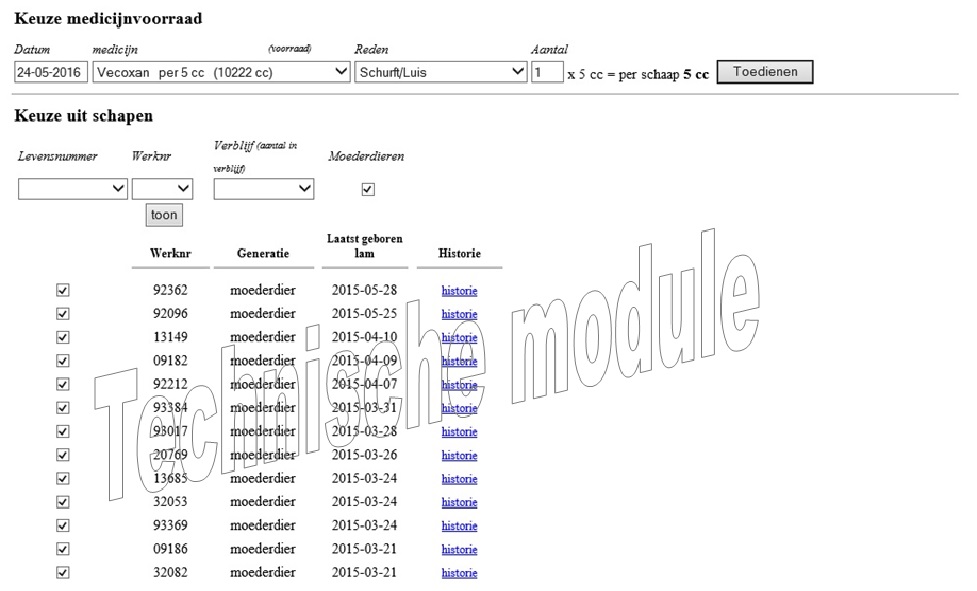 Keuze medicijnvoorraad
Datum medicijn (voorraad) Reden Aantal
24-05-2016 Vecoxan per 5 cc (10222 cc) Schurft/Luis 1 x 5 cc = per schaap 5 cc Toedienen
Keuze uit schapen
Levensnummer Werknr Verblijf (aantal in verblijf) Moederdieren
toon
Werknr Generatie Laatst geboren lam Historie
92362 moederdier 2015-05-28 historie
92096 moederdier 2015-05-25 historie
13149 moederdier 2015-04-10 historie
09182 moederdier 2015-04-09 historie
92212 moederdier 2015-04-07 historie
93384 moederdier 2015-03-31 historie
93017 moederdier 2015-03-28 historie
20769 moederdier 2015-03-26 historie
13685 moederdier 2015-03-24 historie
32053 moederdier 2015-03-24 historie
93369 moederdier 2015-03-24 historie
09186 moederdier 2015-03-21 historie
32082 moederdier 2015-03-21 historie
Technische module